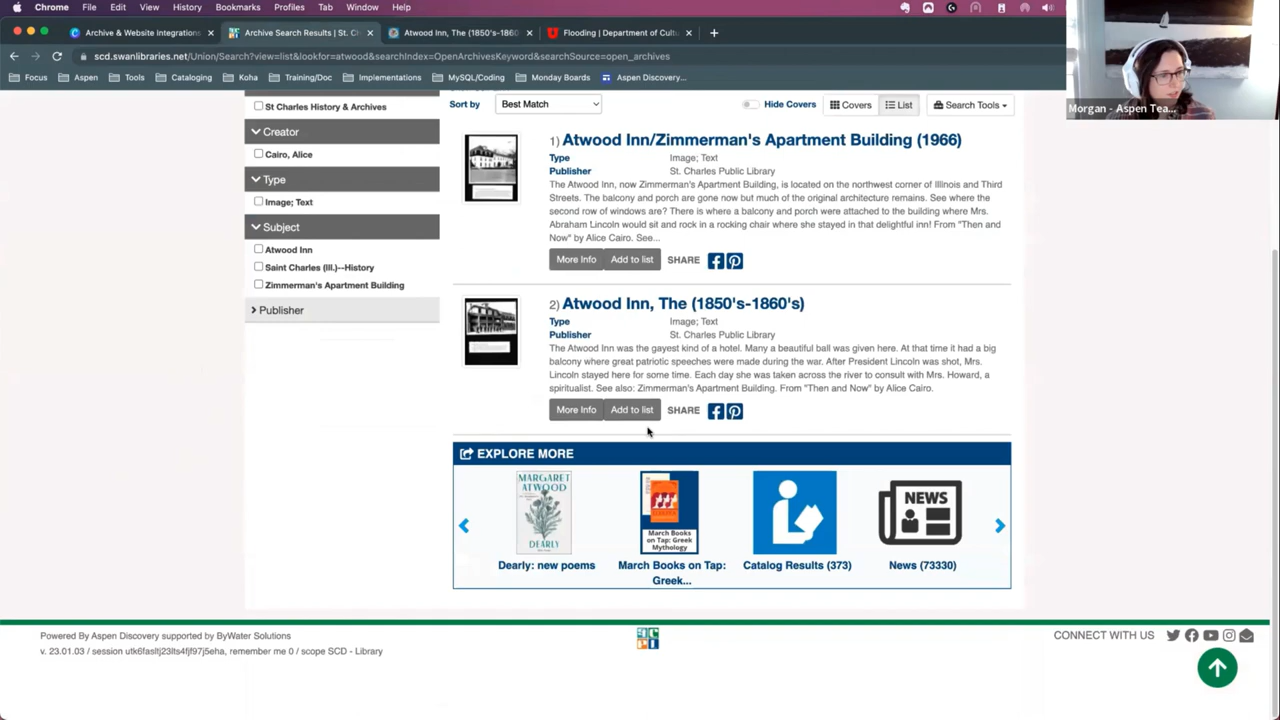 Chrome File Edit View History Bookmarks Profiles Tab Window Help
Archive & Website Integrations
Archive Search Results | St. Ch
Atwood Inn, The (1850's-1860
Flooding | Department of Cultu
scd.swanlibraries.net/Union/Search?view=list&lookfor=atwood&searchIndex=OpenArchivesKeyword&searchSource=open_archives
Focus Aspen Tools Cataloging Koha Training/Doc Implementations MySQL/Coding Monday Boards Aspen Discovery...
Morgan - Aspen Tea...
St Charles History & Archives
Creator
Cairo, Alice
Type
Image; Text
Subject
Atwood Inn
Saint Charles (Ill.)--History
Zimmerman's Apartment Building
Publisher
Sort by Best Match Hide Covers Covers List Search Tools
1) Atwood Inn/Zimmerman's Apartment Building (1966)
Type Image; Text
Publisher St. Charles Public Library
The Atwood Inn, now Zimmerman's Apartment Building, is located on the northwest corner of Illinois and Third
Streets. The balcony and porch are gone now but much of the original architecture remains. See where the
second row of windows are? There is where a balcony and porch were attached to the building where Mrs.
Abraham Lincoln would sit and rock in a rocking chair where she stayed in that delightful inn! From "Then and
Now" by Alice Cairo. See...
More Info Add to list SHARE
2) Atwood Inn, The (1850's-1860's)
Type Image; Text
Publisher St. Charles Public Library
The Atwood Inn was the gayest kind of a hotel. Many a beautiful ball was given here. At that time it had a big
balcony where great patriotic speeches were made during the war. After President Lincoln was shot, Mrs.
Lincoln stayed here for some time. Each day she was taken across the river to consult with Mrs. Howard, a
spiritualist. See also: Zimmerman's Apartment Building. From "Then and Now" by Alice Cairo.
More Info Add to list SHARE
EXPLORE MORE
MARGARET
ATWOOD
DEARLY
March Books
on Tap: Greek
Mythology
NEWS
Dearly: new poems
March Books on Tap:
Greek...
Catalog Results (373)
News (73330)
Powered By Aspen Discovery supported by ByWater Solutions
v. 23.01.03 / session utk6fasltj23lts4fjf97j5eha, remember me 0 / scope SCD - Library
CONNECT WITH US